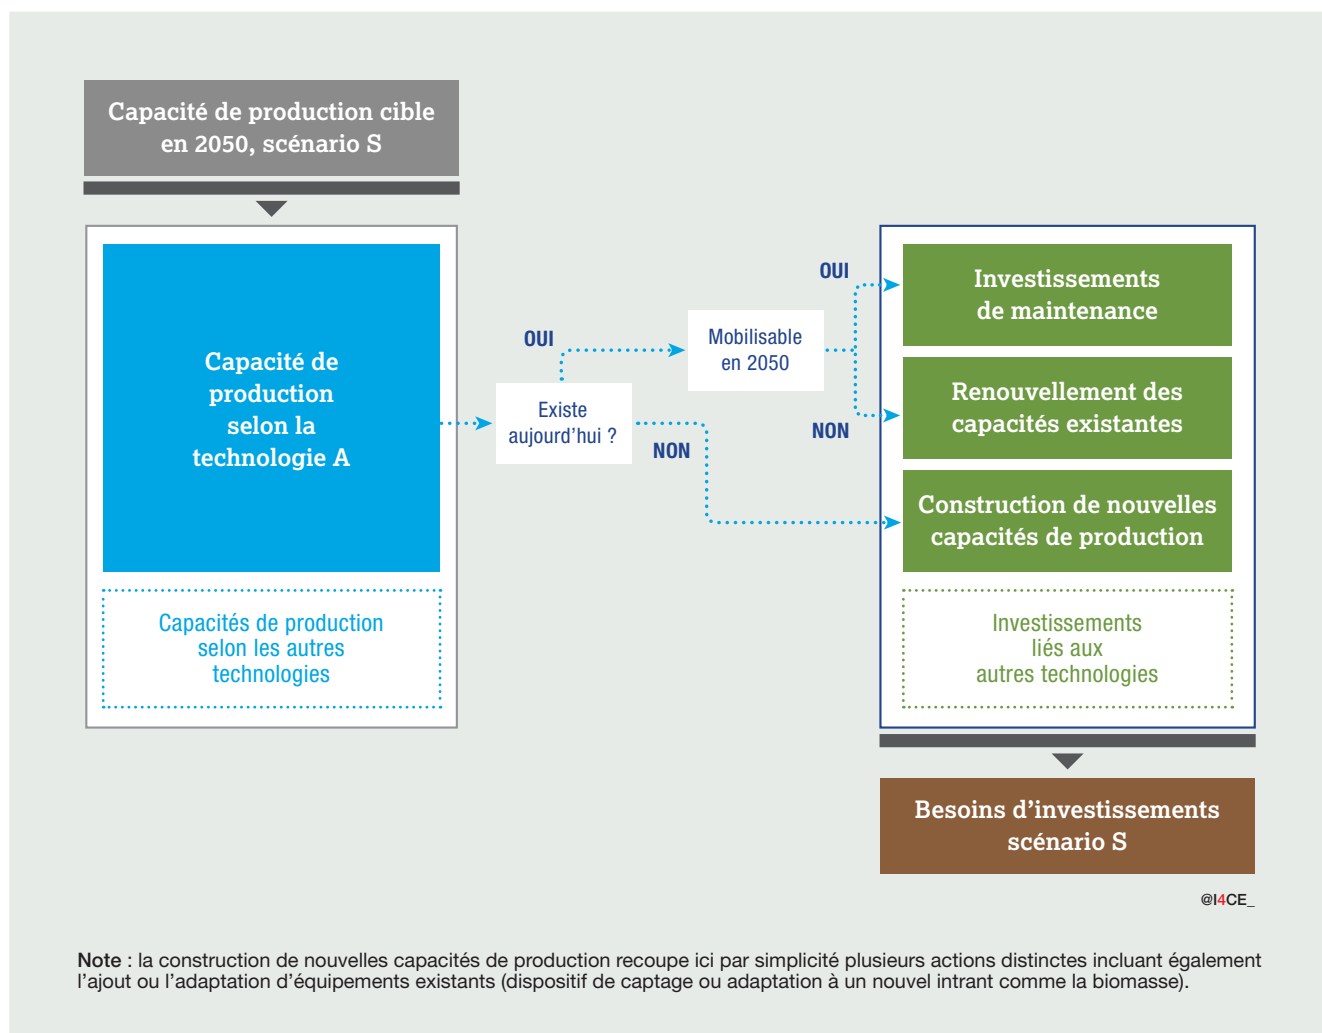 Capacité de production cible
en 2050, scénario S
Capacité de
production
selon la
technologie A
Capacités de production
selon les autres
technologies
Existe
aujourd'hui ?
OUI
NON
Mobilisable
en 2050
OUI
NON
Investissements
de maintenance
Renouvellement des
capacités existantes
Construction de nouvelles
capacités de production
Investissements
liés aux
autres technologies
Besoins d'investissements
scénario S
@I4CE_
Note : la construction de nouvelles capacités de production recoupe ici par simplicité plusieurs actions distinctes incluant également
l'ajout ou l'adaptation d'équipements existants (dispositif de captage ou adaptation à un nouvel intrant comme la biomasse).